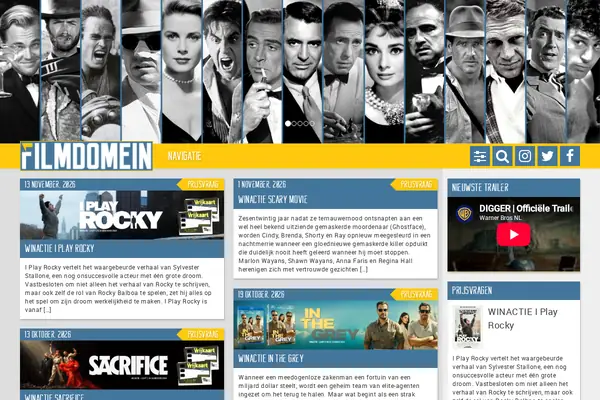 FILMDOMEIN
NAVIGATIE
13 NOVEMBER, 2026
PRIJSVRAAG
I PLAY
ROCKY
Vrijkaart
Vrijkaart
WINACTIE I PLAY ROCKY
I Play Rocky vertelt het waargebeurde verhaal van Sylvester
Stallone, een nog onsuccesvolle acteur met één grote droom.
Vastbesloten om niet alleen het verhaal van Rocky te schrijven,
maar ook zelf de rol van Rocky Balboa te spelen, zet hij alles op
het spel om zijn droom werkelijkheid te maken. I Play Rocky is
vanaf [...]
13 OKTOBER, 2026
PRIJSVRAAG
SACRIFICE
Vrijkaart
Vrijkaart
WINACTIE SACRIFICE
1 NOVEMBER, 2026
PRIJSVRAAG
WINACTIE SCARY MOVIE
Zesentwintig jaar nadat ze ternauwernood ontsnapten aan een
wel heel bekend uitziende gemaskerde moordenaar (Ghostface),
worden Cindy, Brenda, Shorty en Ray opnieuw meegesleurd in een
nachtmerrie wanneer een gloednieuwe gemaskerde killer opduikt
die duidelijk nooit heeft geleerd wanneer hij moet stoppen.
Marlon Wayans, Shawn Wayans, Anna Faris en Regina Hall
herenigen zich met vertrouwde gezichten [...]
19 OKTOBER, 2026
PRIJSVRAAG
IN
THE
GREY
WINACTIE IN THE GREY
Wanneer een meedogenloze zakenman een fortuin van een
miljard dollar steelt, wordt een geheim team van elite-agenten
ingezet om het terug te halen. Maar wat begint als een strak
NIEUWSTE TRAILER
DIGGER | Officiële Trail
Warner Bros NL.
PRIJSVRAGEN
WINACTIE I Play
Rocky
I Play Rocky vertelt het waargebeurde
verhaal van Sylvester Stallone, een nog
onsuccesvolle acteur met één grote
droom. Vastbesloten om niet alleen het
verhaal van Rocky te schrijven, maar